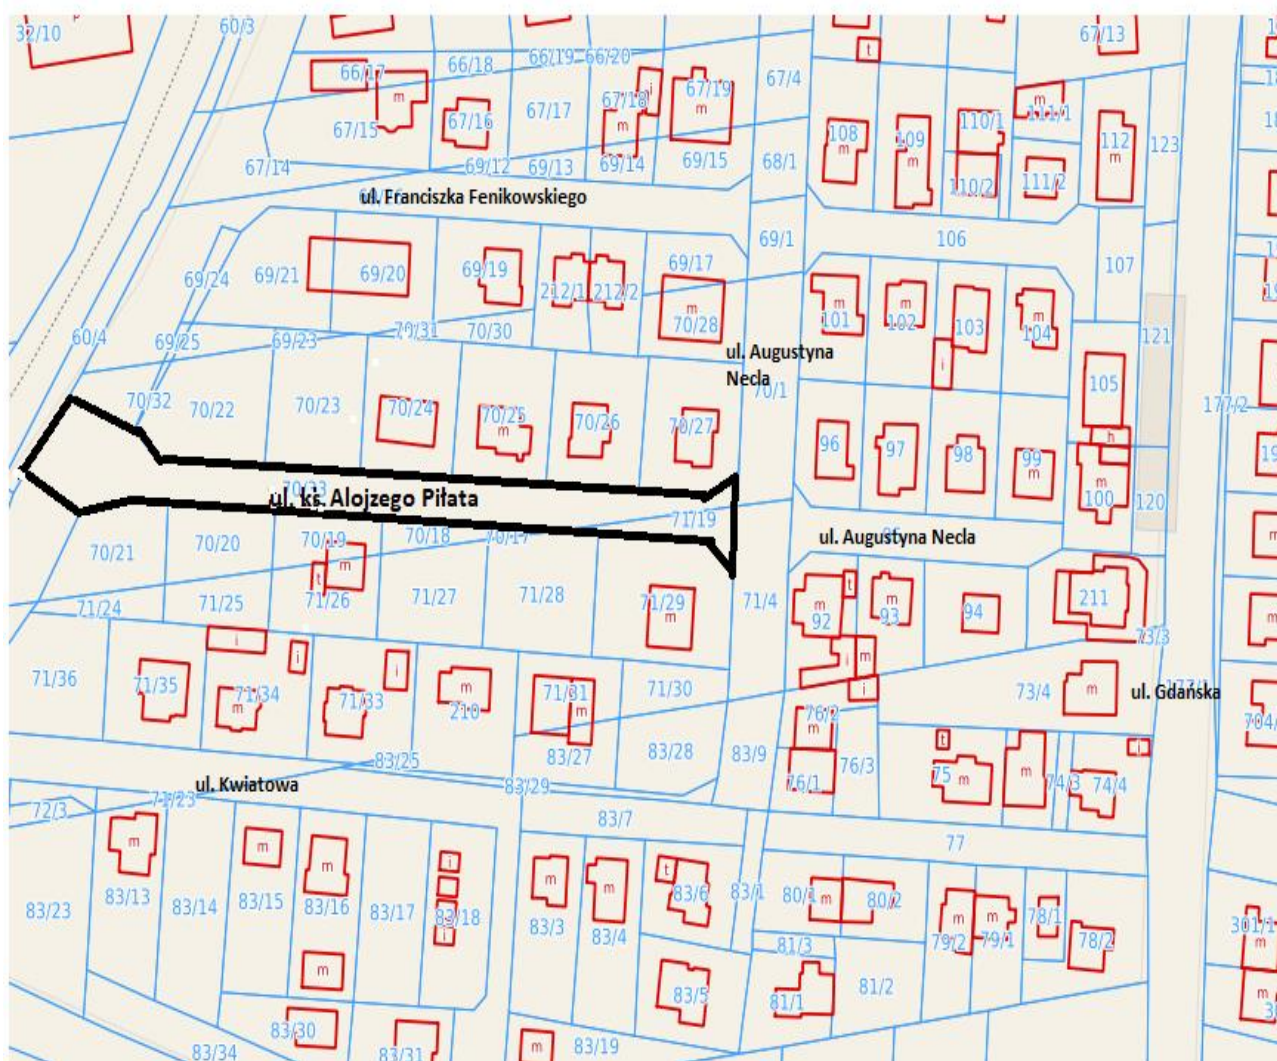 32/10
60/3
66/17
66/18
66/19
66/20
67/4
t
67/13
m
67/15
67/16
67/17
67/18
m
i
67/19
m
108
m
109
m
110/1
m
111/1
112
m
123
67/14
69/12
69/13
69/14
69/15
68/1
110/2
111/2
ul. Franciszka Fenikowskiego
69/1
106
107
69/24
69/21
69/20
69/19
212/1
212/2
69/17
m
70/28
m
101
m
102
103
m
104
121
60/4
69/25
69/23
70/31
70/30
ul. Augustyna
Necla
i
105
70/1
177/2
70/32
70/22
70/23
70/24
70/25
m
70/26
70/27
96
97
98
99
m
h
m
100
120
ul. ks. Alojzego Piłata
71/19
ul. Augustyna Necla
70/21
70/20
70/19
m
t
70/18
70/17
71/24
71/25
71/26
71/27
71/28
71/29
m
71/4
m
92
t
m
93
94
211
73/3
71/36
71/35
i
71/34
m
i
i
71/33
m
210
71/31
m
71/30
i
m
i
73/4
m
ul. Gdańska
704/
83/25
83/27
83/28
83/9
76/2
m
76/1
76/3
t
75
m
m
74/3
74/4
i
ul. Kwiatowa
83/29
72/3
71/23
83/7
77
m
83/23
83/13
83/14
m
83/15
m
83/16
m
83/17
i
83/18
i
m
83/3
m
83/4
t
83/6
83/5
83/1
80/1
m
80/2
81/3
81/1
81/2
m
79/2
m
79/1
78/1
78/2
301/1
m
m
83/34
83/30
83/31
m
83/19